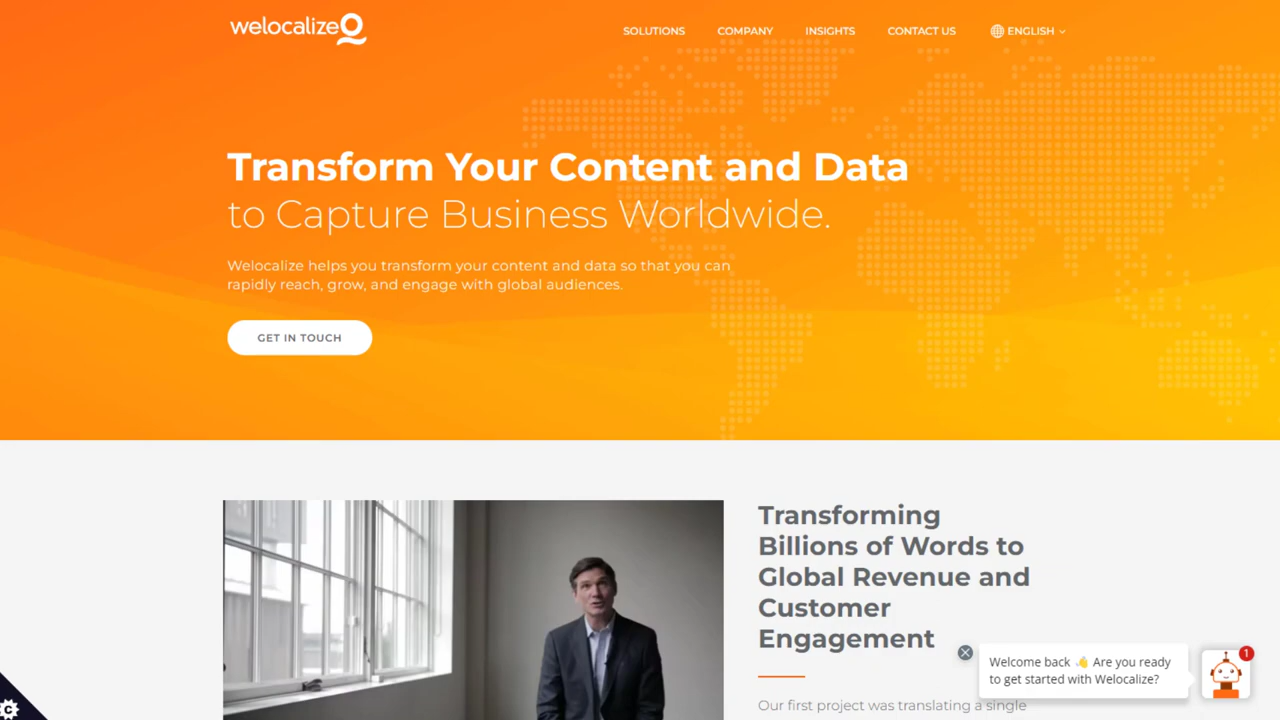 welocalize
SOLUTIONS
COMPANY
INSIGHTS
CONTACT US
ENGLISH
Transform Your Content and Data
to Capture Business Worldwide.
Welocalize helps you transform your content and data so that you can
rapidly reach, grow, and engage with global audiences.
GET IN TOUCH
Transforming
Billions of Words to
Global Revenue and
Customer
Engagement
Our first project was translating a single
Welcome back 👋 Are you ready
to get started with Welocalize?
1
C